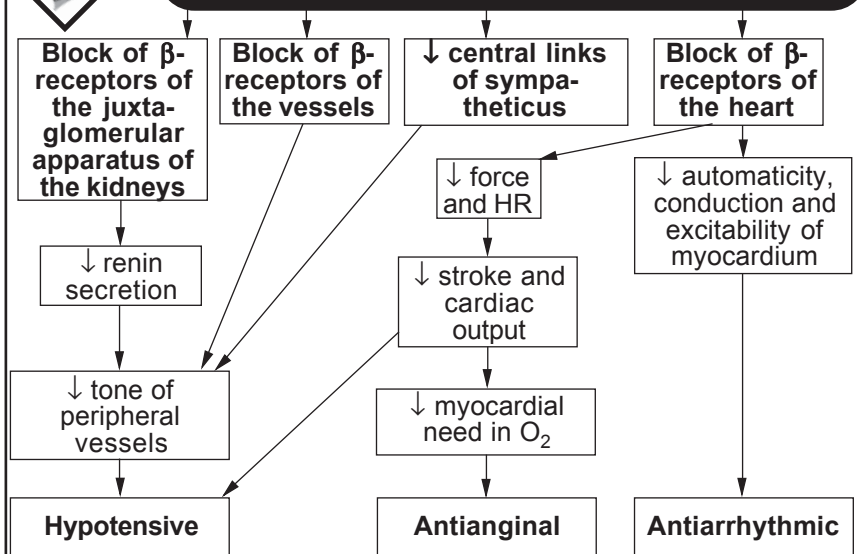 Block of β-
receptors of
the juxta-
glomerular
apparatus of
the kidneys
Block of β-
receptors of
the vessels
↓ central links
of sympa-
theticus
Block of β-
receptors of
the heart
↓ force
and HR
↓ automaticity,
conduction and
excitability of
myocardium
↓ renin
secretion
↓ stroke and
cardiac
output
↓ tone of
peripheral
vessels
↓ myocardial
need in O₂
Hypotensive
Antianginal
Antiarrhythmic